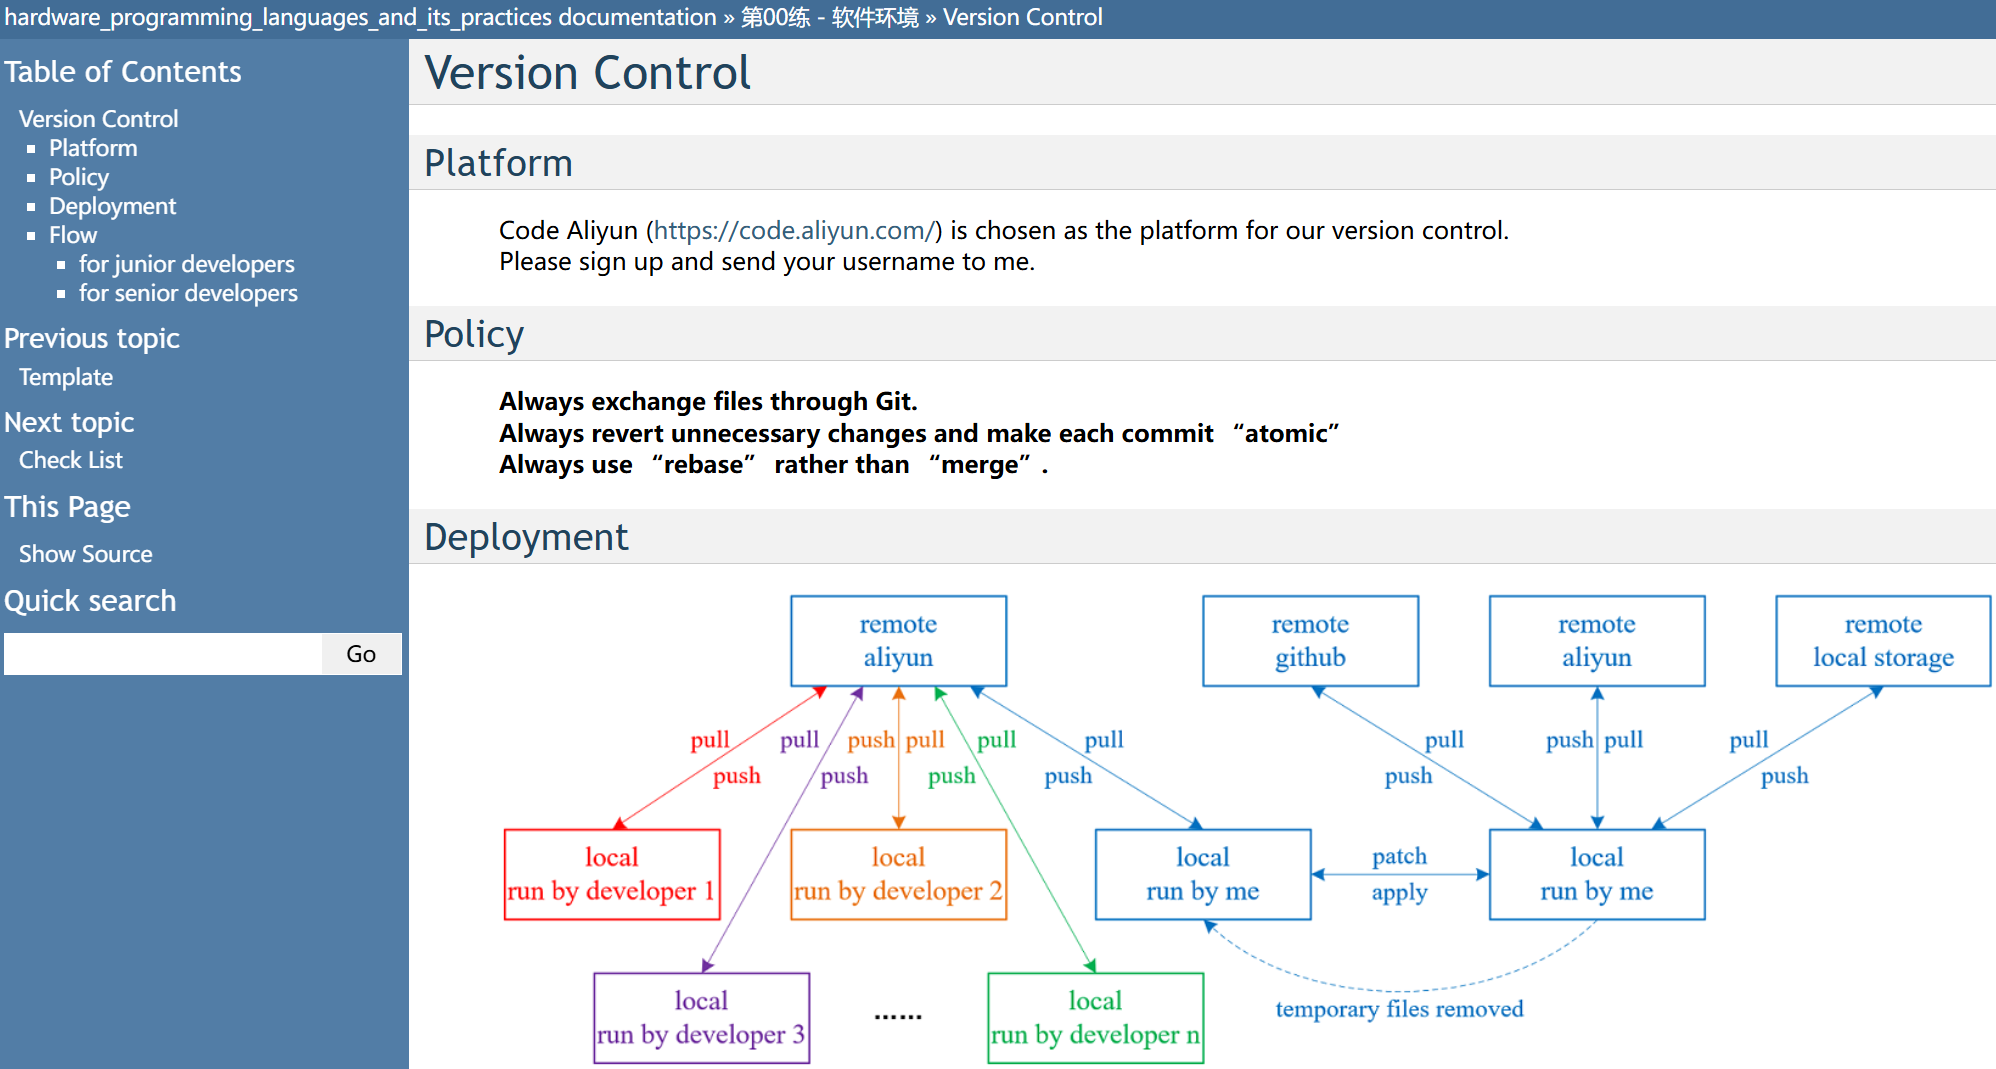 hardware_programming_languages_and_its_practices documentation » 第00练 - 软件环境 » Version Control
Table of Contents
Version Control
Platform
Policy
Deployment
Flow
for junior developers
for senior developers
Previous topic
Template
Next topic
Check List
This Page
Show Source
Quick search
Go
Version Control
Platform
Code Aliyun (https://code.aliyun.com/) is chosen as the platform for our version control.
Please sign up and send your username to me.
Policy
Always exchange files through Git.
Always revert unnecessary changes and make each commit “atomic”
Always use “rebase” rather than “merge”.
Deployment
remote
aliyun
remote
github
remote
aliyun
remote
local storage
pull
push
pull
push
push
pull
pull
push
pull
push
pull
push
push
pull
pull
push
local
run by developer 1
local
run by developer 2
local
run by me
patch
apply
local
run by me
local
run by developer 3
......
local
run by developer n
temporary files removed